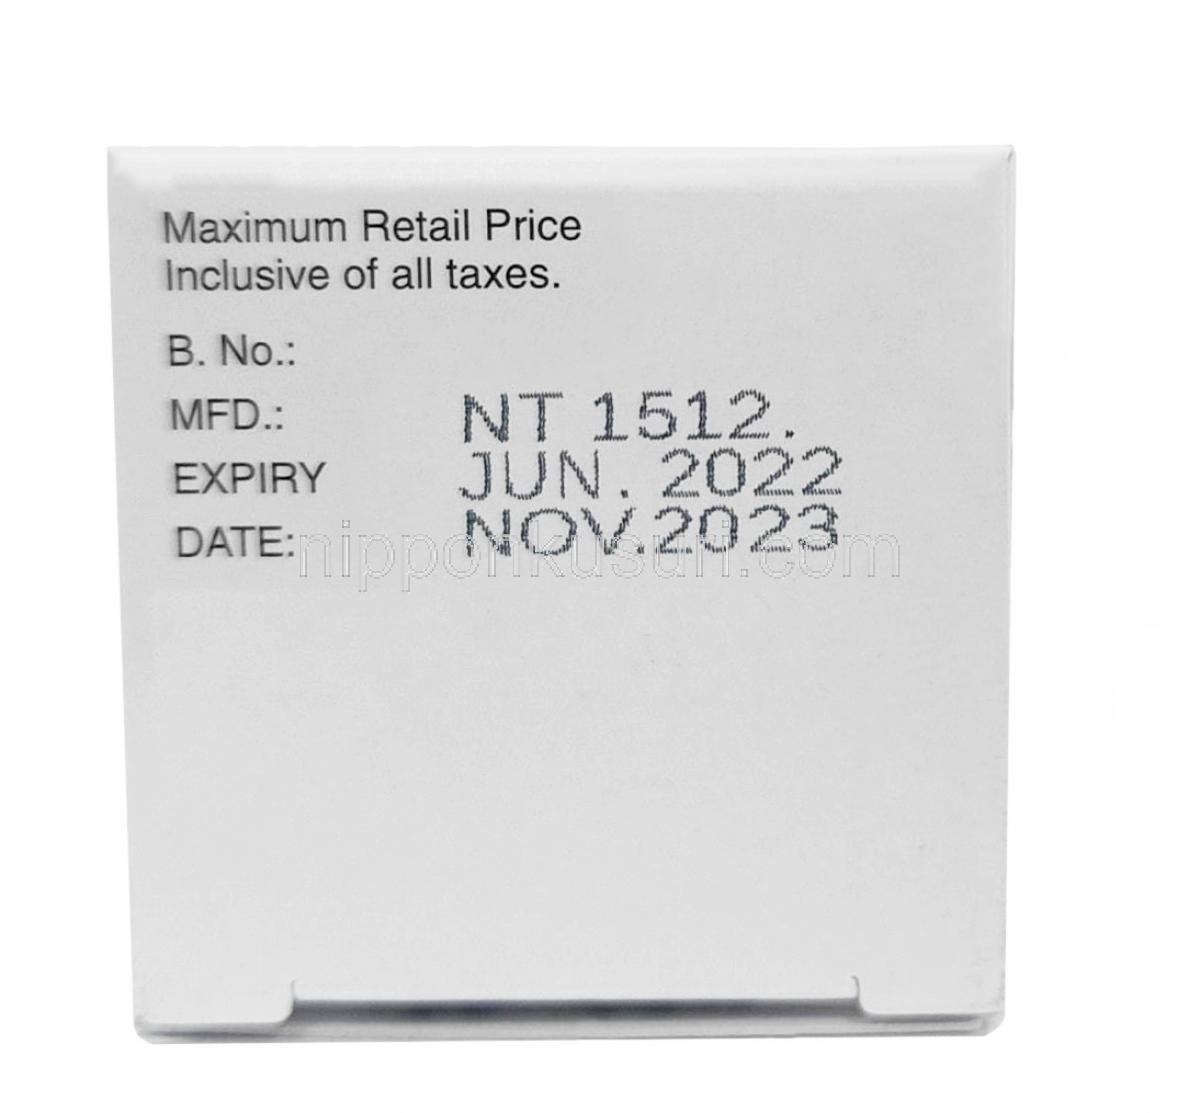 Maximum Retail Price
Inclusive of all taxes.
B. No.:
MFD.: NT 1512.
EXPIRY JUN. 2022
DATE: NOV.2023
nipponkusuri.com